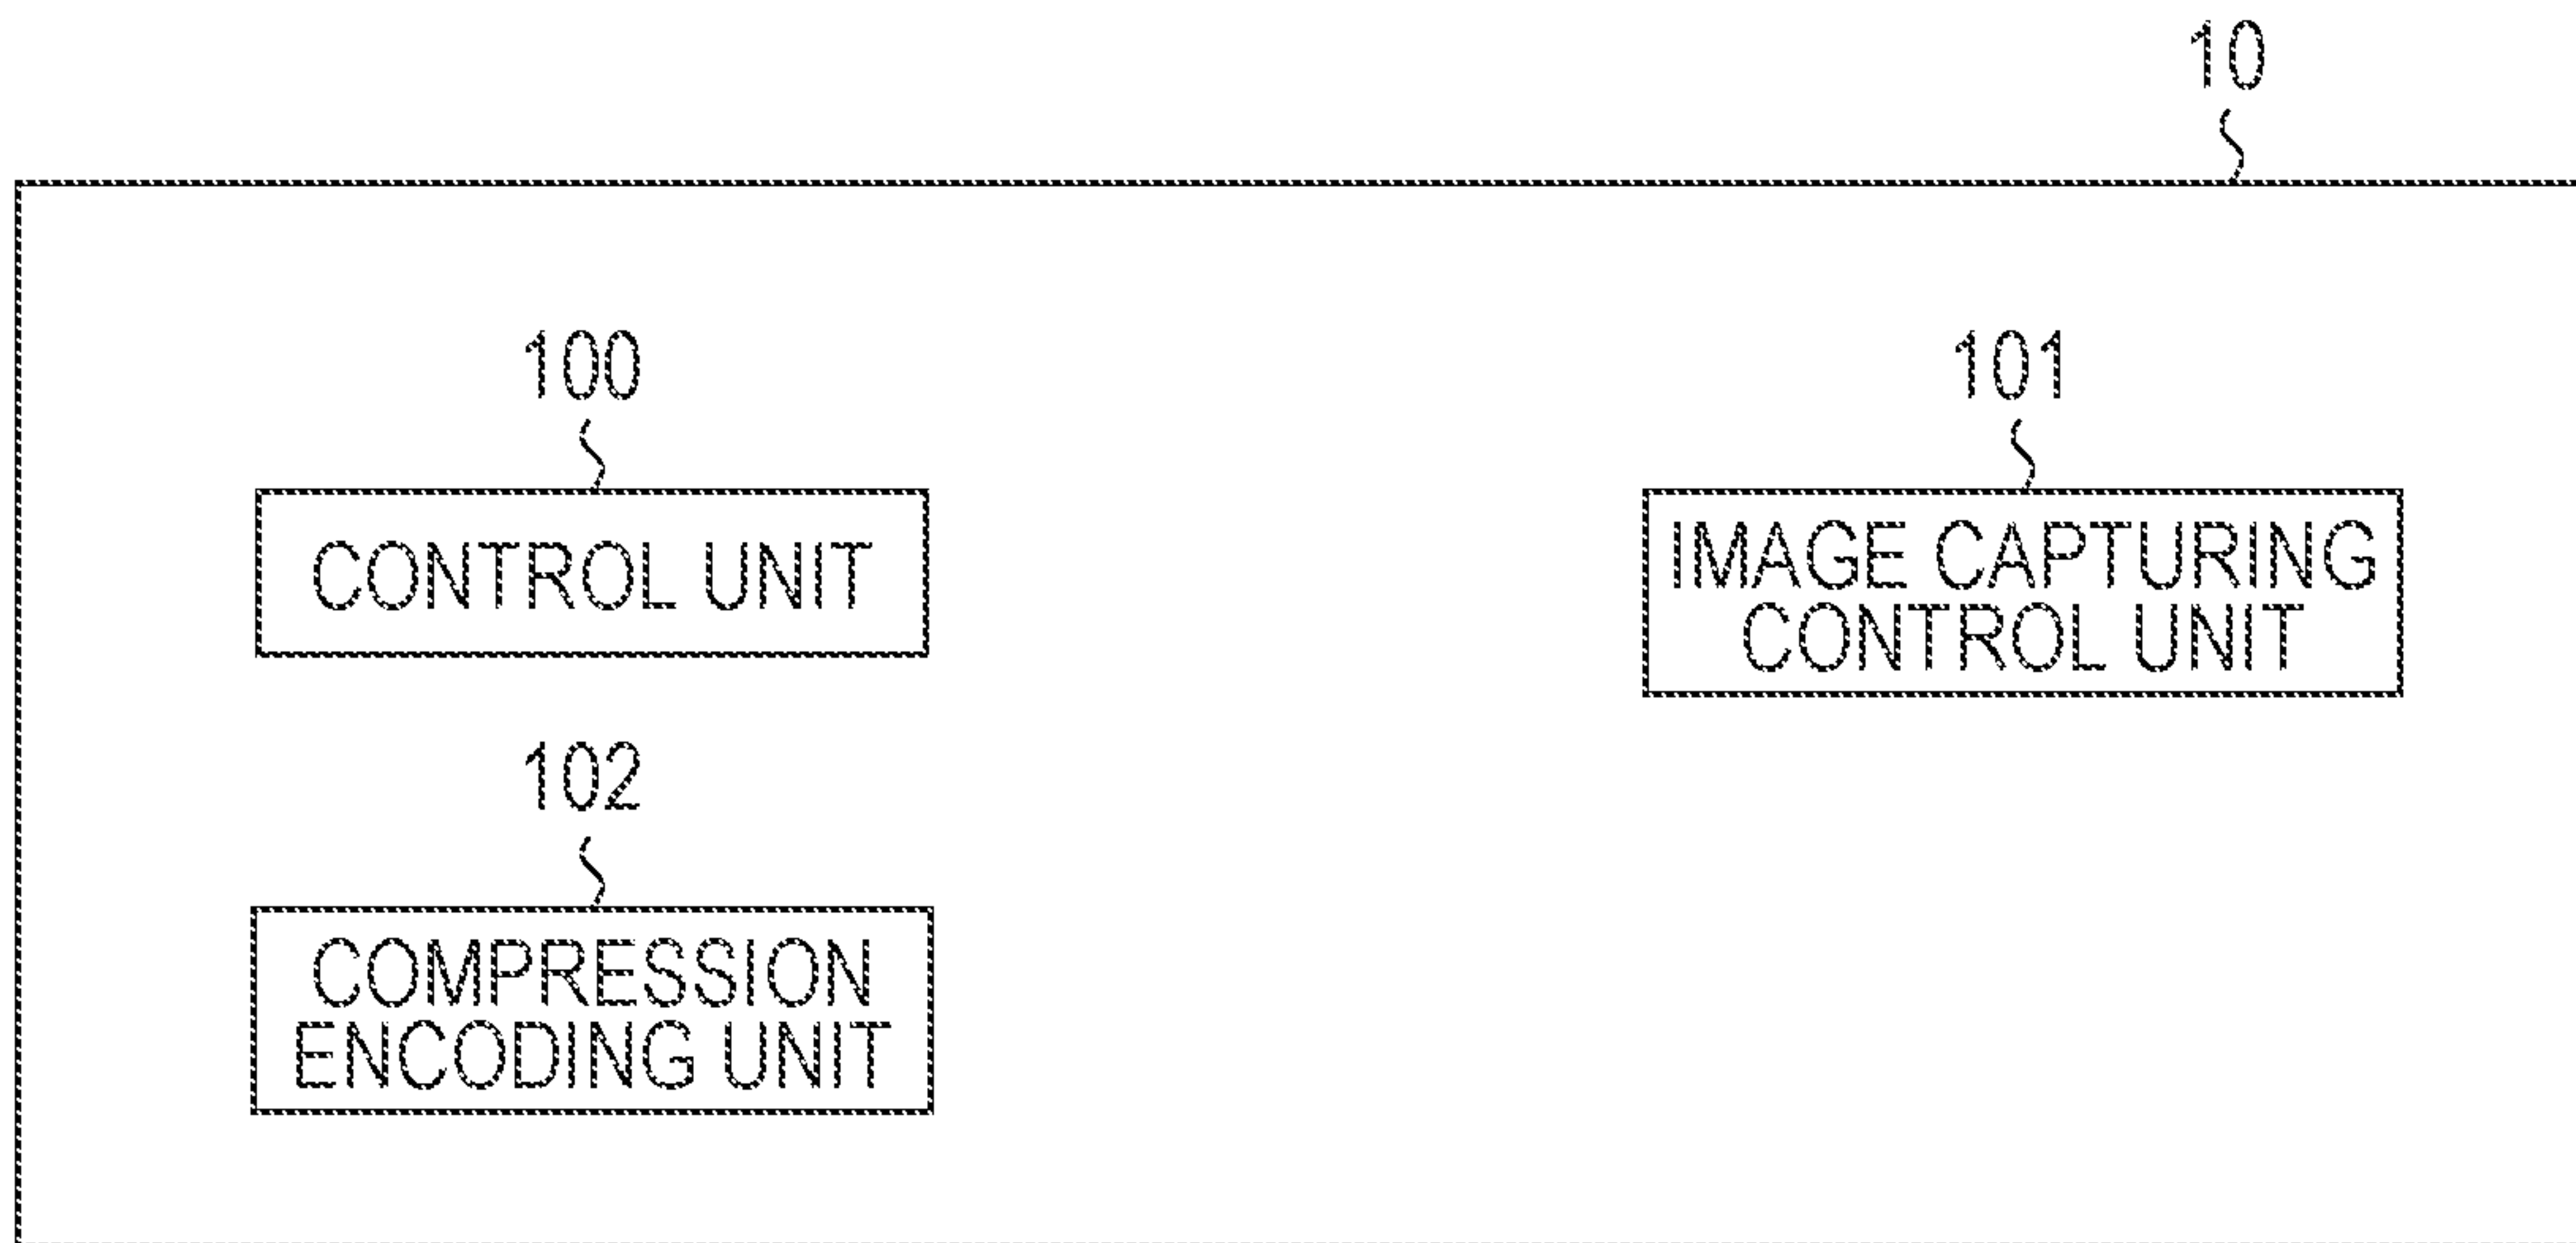 10
100
101
CONTROL UNIT
IMAGE CAPTURING
CONTROL UNIT
102
COMPRESSION
ENCODING UNIT